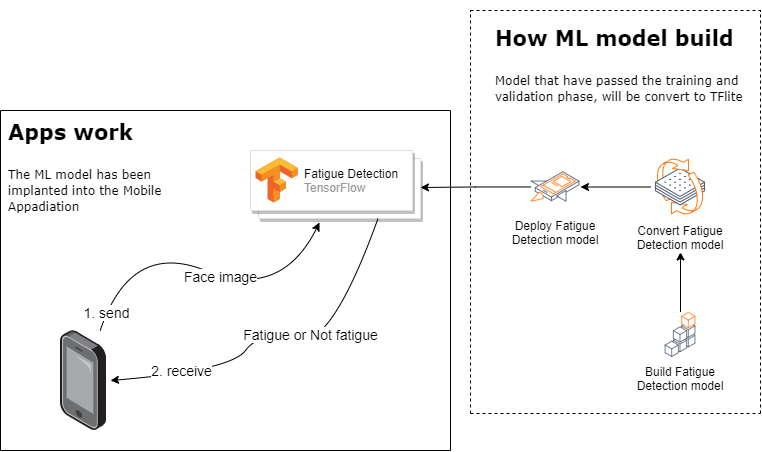 How ML model build
Model that have passed the training and
validation phase, will be convert to TFlite
Apps work
The ML model has been
implanted into the Mobile
Appadiation
Fatigue Detection
TensorFlow
Deploy Fatigue
Detection model
Convert Fatigue
Detection model
Face image
1. send
Fatigue or Not fatigue
2. receive
Build Fatigue
Detection model